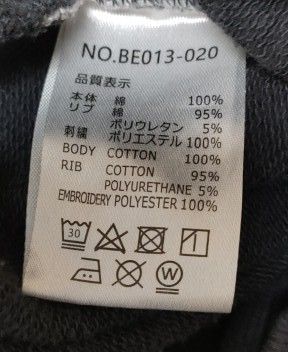 NO.BE013-020
品質表示
本体 綿 100%
リブ 綿 95%
ポリウレタン 5%
刺繍 ポリエステル 100%
BODY COTTON 100%
RIB COTTON 95%
POLYURETHANE 5%
EMBROIDERY POLYESTER 100%
30
W